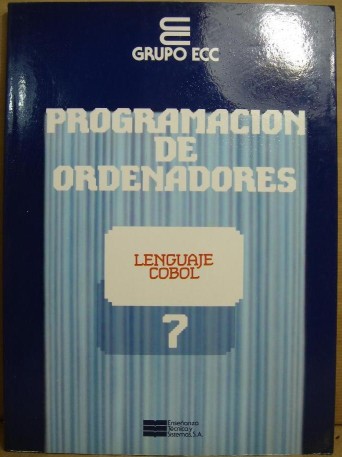 GRUPO ECC
PROGRAMACION
DE
ORDENADORES
LENGUAJE
COBOL
7
Enseñanza
Técnica y
Sistemas, S.A.